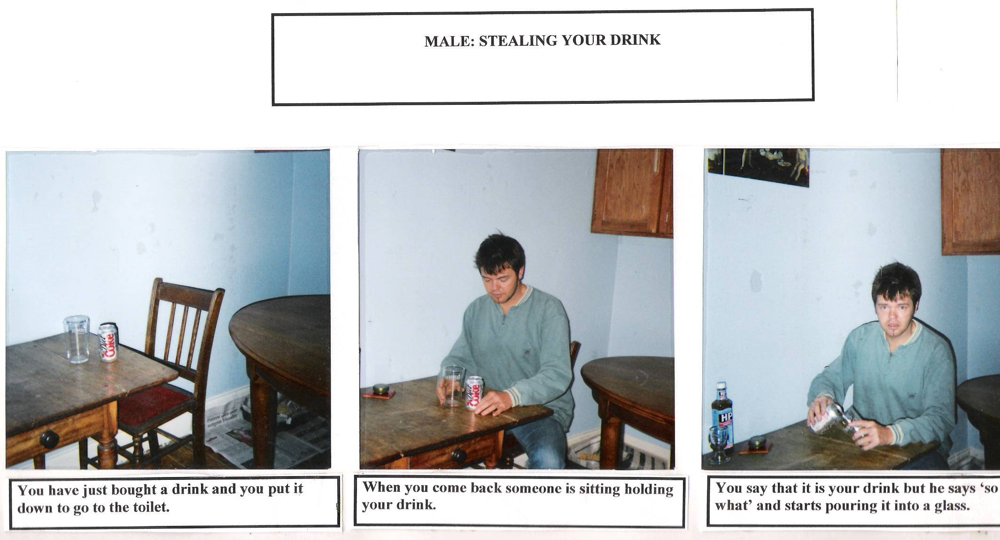 MALE: STEALING YOUR DRINK
Diet
Coke
Patient sues over
surgeon blunder
Diet
Coke
HP
HP
You have just bought a drink and you put it
down to go to the toilet.
When you come back someone is sitting holding
your drink.
You say that it is your drink but he says ‘so
what’ and starts pouring it into a glass.